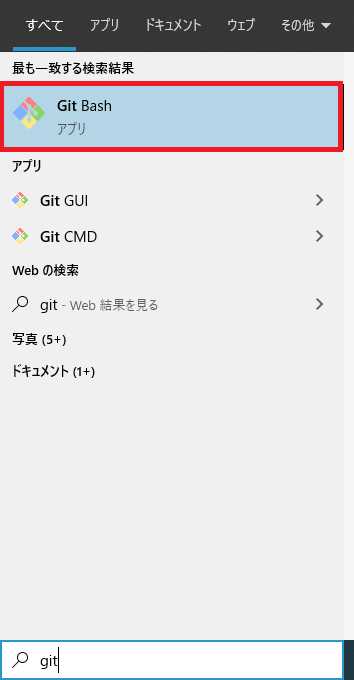 すべて アプリ ドキュメント ウェブ その他
最も一致する検索結果
Git Bash
アプリ
アプリ
Git GUI
Git CMD
Web の検索
git - Web 結果を見る
写真 (5+)
ドキュメント (1+)
git